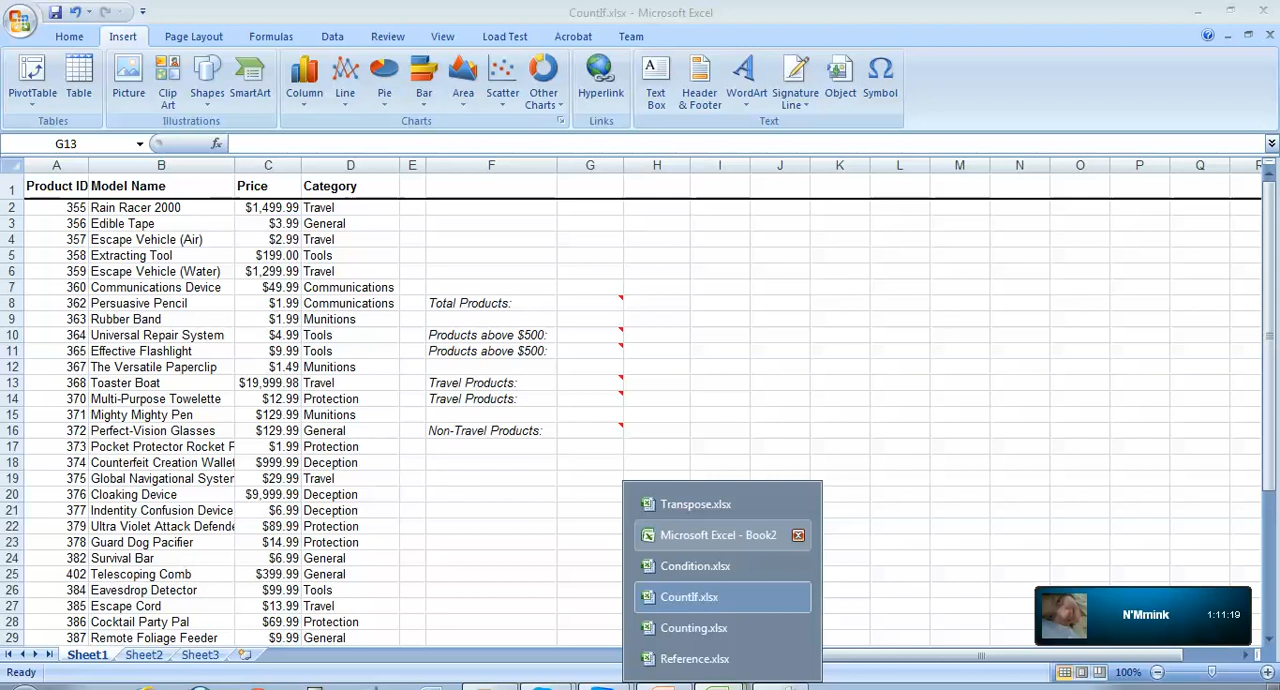 CountIf.xlsx - Microsoft Excel
Home Insert Page Layout Formulas Data Review View Load Test Acrobat Team
PivotTable Table Picture Clip Art Shapes SmartArt Column Line Pie Bar Area Scatter Other Charts Hyperlink Text Box Header & Footer WordArt Signature Line Object Symbol
Tables Illustrations Charts Links Text
G13 fx
A B C D E F G H I J K L M N O P Q
1 Product ID Model Name Price Category
2 355 Rain Racer 2000 $1,499.99 Travel
3 356 Edible Tape $3.99 General
4 357 Escape Vehicle (Air) $2.99 Travel
5 358 Extracting Tool $199.00 Tools
6 359 Escape Vehicle (Water) $1,299.99 Travel
7 360 Communications Device $49.99 Communications
8 362 Persuasive Pencil $1.99 Communications Total Products:
9 363 Rubber Band $1.99 Munitions
10 364 Universal Repair System $4.99 Tools Products above $500:
11 365 Effective Flashlight $9.99 Tools Products above $500:
12 367 The Versatile Paperclip $1.49 Munitions
13 368 Toaster Boat $19,999.98 Travel Travel Products:
14 370 Multi-Purpose Towelette $12.99 Protection Travel Products:
15 371 Mighty Mighty Pen $129.99 Munitions
16 372 Perfect-Vision Glasses $129.99 General Non-Travel Products:
17 373 Pocket Protector Rocket P $1.99 Protection
18 374 Counterfeit Creation Wallet $999.99 Deception
19 375 Global Navigational System $29.99 Travel
20 376 Cloaking Device $9,999.99 Deception
21 377 Indentity Confusion Device $6.99 Deception
22 379 Ultra Violet Attack Defende $89.99 Protection
23 378 Guard Dog Pacifier $14.99 Protection
24 382 Survival Bar $6.99 General
25 402 Telescoping Comb $399.99 General
26 384 Eavesdrop Detector $99.99 Tools
27 385 Escape Cord $13.99 Travel
28 386 Cocktail Party Pal $69.99 Protection
29 387 Remote Foliage Feeder $9.99 General
Transpose.xlsx
Microsoft Excel - Book2
Condition.xlsx
CountIf.xlsx
Counting.xlsx
Reference.xlsx
N'Mmink 1:11:19
Sheet1 Sheet2 Sheet3
Ready 100%